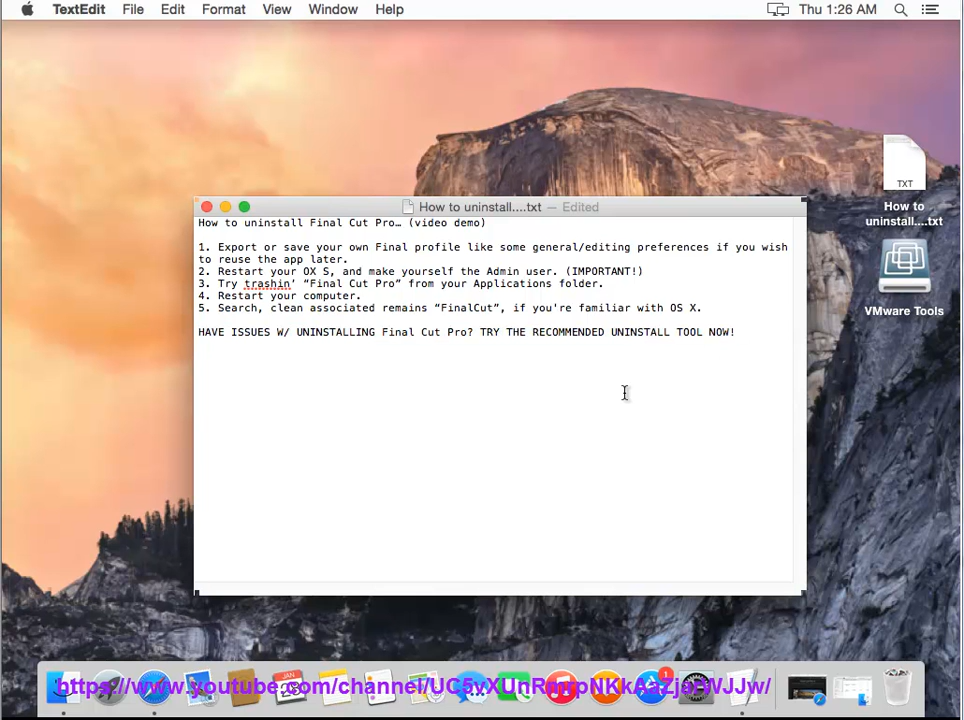 TextEdit File Edit Format View Window Help Thu 1:26 AM
How to uninstall....txt — Edited
How to uninstall Final Cut Pro… (video demo)
1. Export or save your own Final profile like some general/editing preferences if you wish
to reuse the app later.
2. Restart your OX S, and make yourself the Admin user. (IMPORTANT!)
3. Try trashin’ “Final Cut Pro” from your Applications folder.
4. Restart your computer.
5. Search, clean associated remains “FinalCut”, if you're familiar with OS X.
HAVE ISSUES W/ UNINSTALLING Final Cut Pro? TRY THE RECOMMENDED UNINSTALL TOOL NOW!
TXT
How to
uninstall....txt
VMware Tools
JAN
1